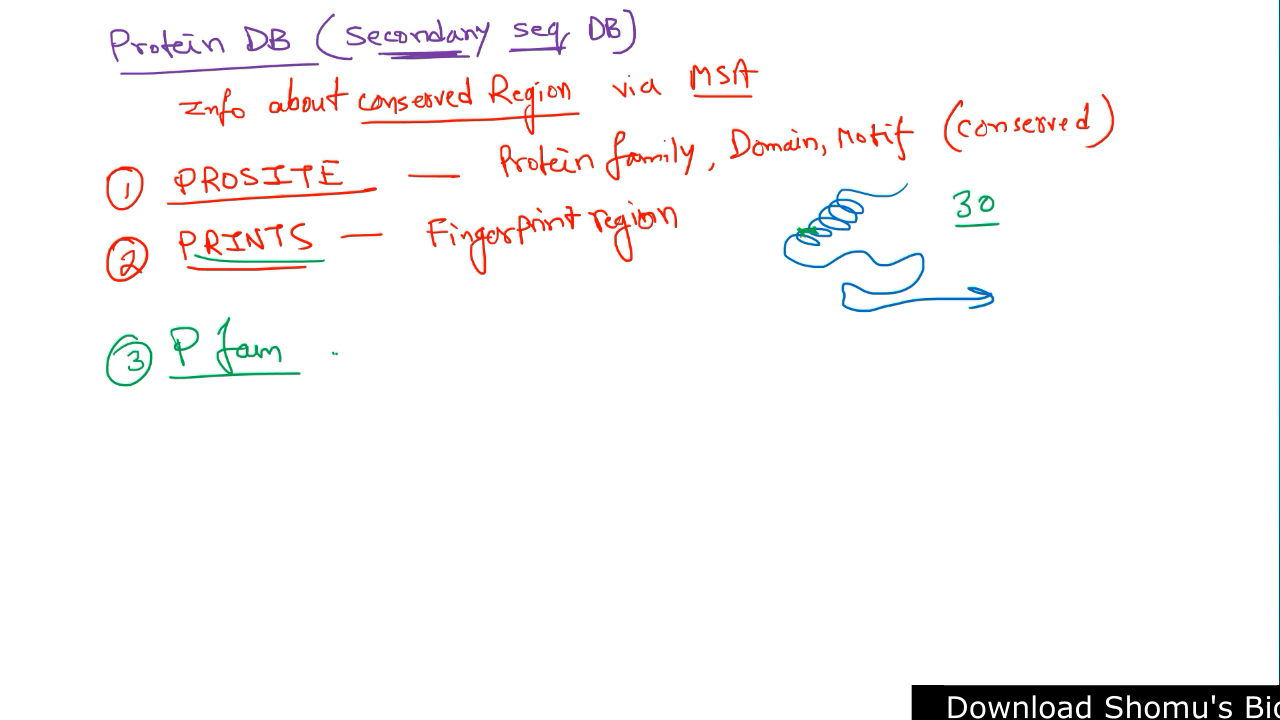 Protein DB (Secondary seq. DB)
Info about conserved Region via MSA
① PROSITE — Protein family, Domain, Motif (conserved)
② PRINTS — Fingerprint region
30
③ P fam
Download Shomu's Bio